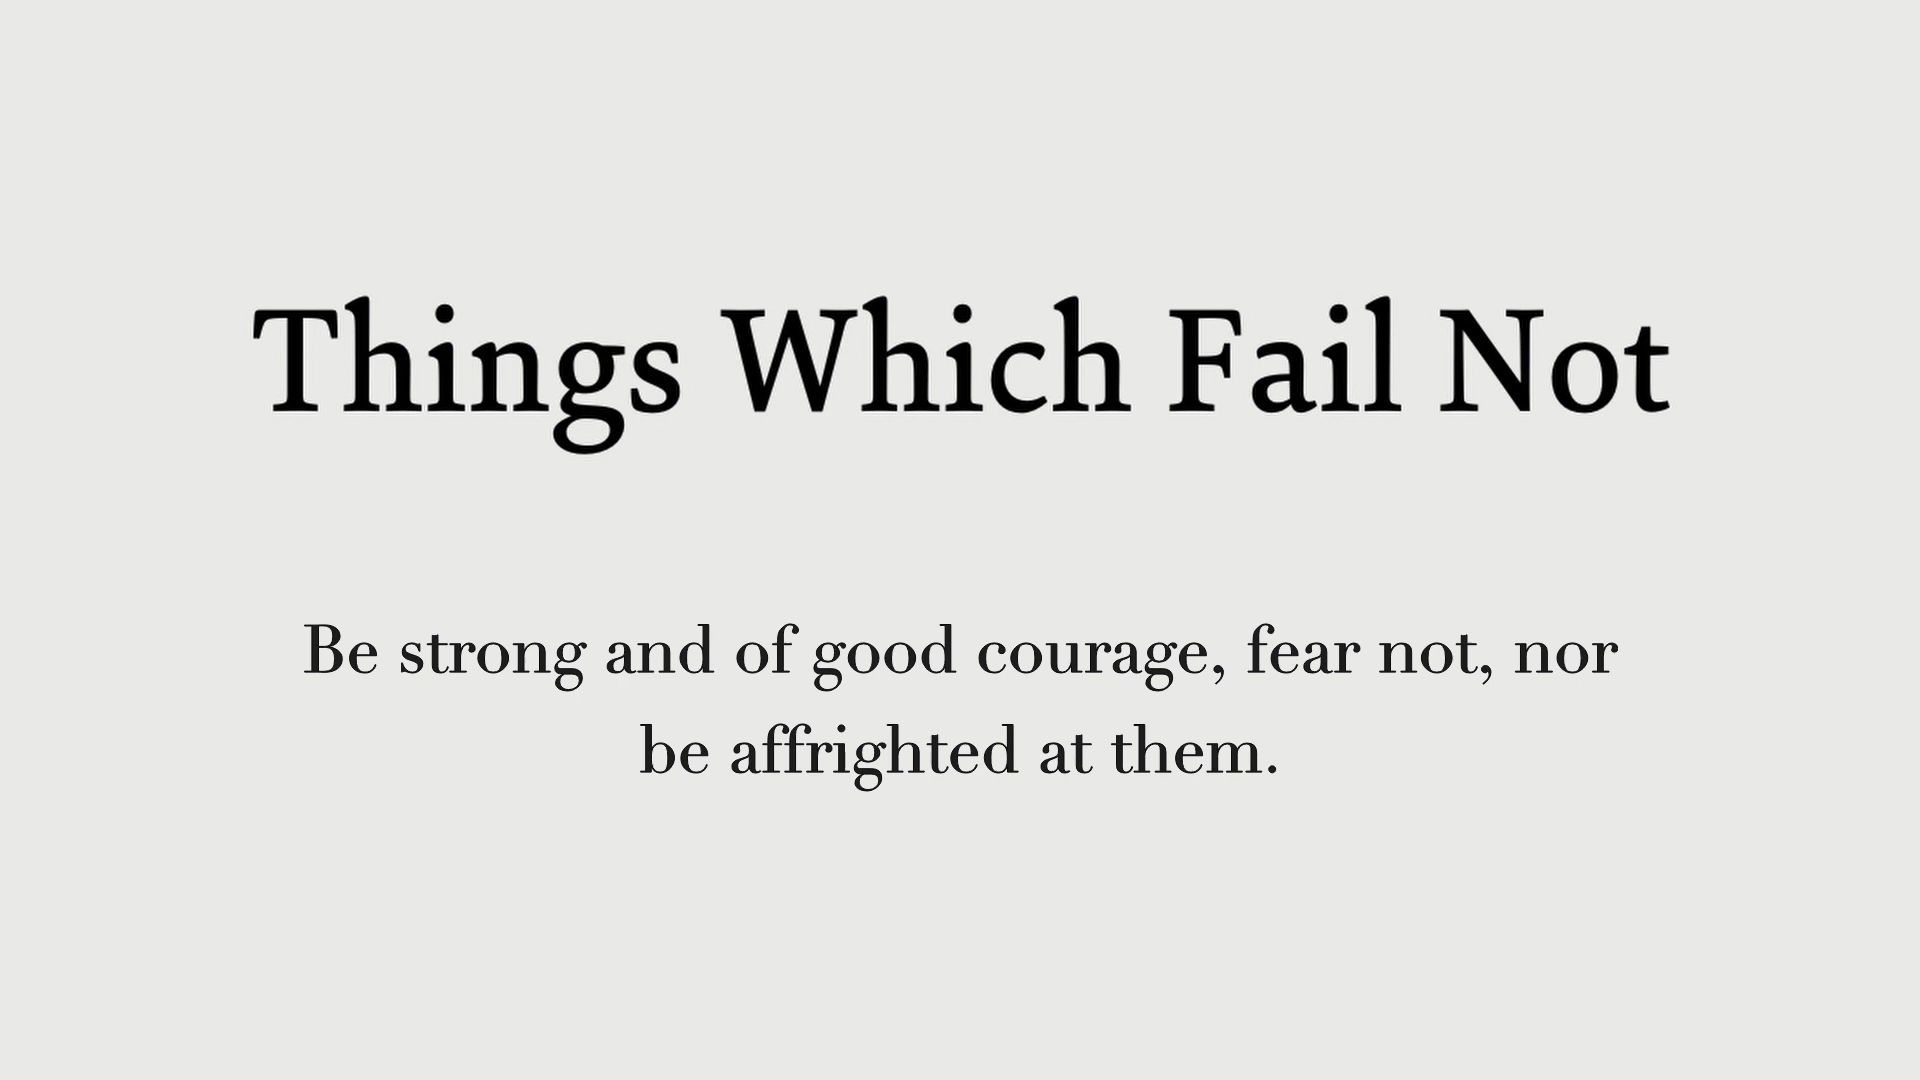 Things Which Fail Not
Be strong and of good courage, fear not, nor
be affrighted at them.